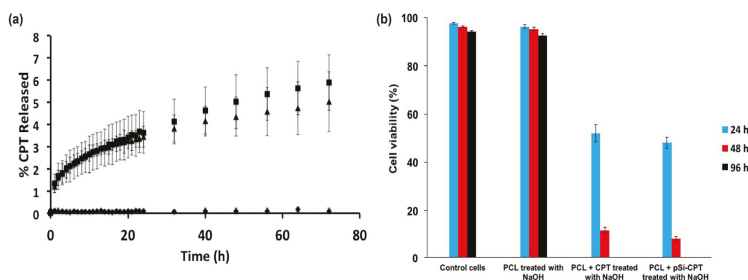 (a)
% CPT Released
8
7
6
5
4
3
2
1
0
0 20 40 60 80
Time (h)
(b)
Cell viability (%)
100
80
60
40
20
0
Control cells
PCL treated with
NaOH
PCL + CPT treated
with NaOH
PCL + pSi-CPT
treated with NaOH
24 h
48 h
96 h